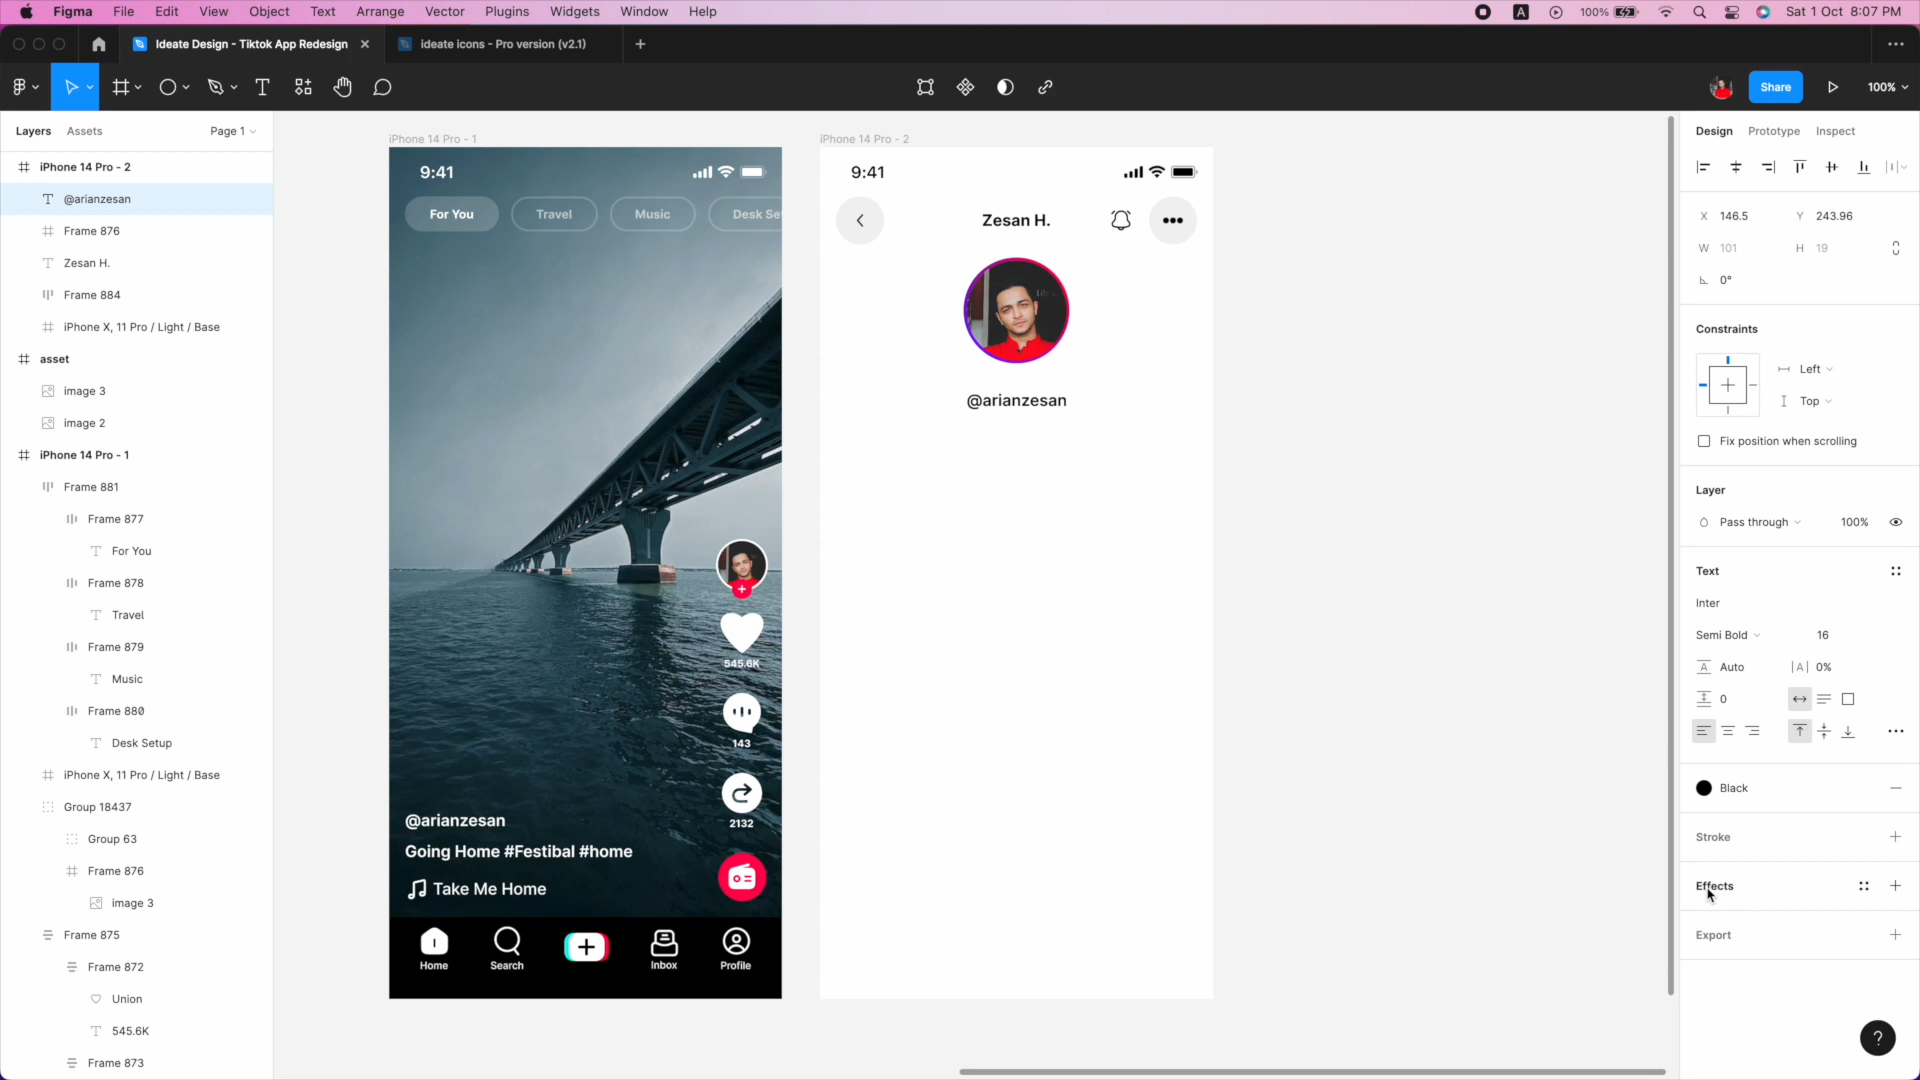 Figma File Edit View Object Text Arrange Vector Plugins Widgets Window Help
A 100% Sat 1 Oct 8:07 PM
Ideate Design - Tiktok App Redesign
ideate icons - Pro version (v2.1)
Share 100%
Layers Assets Page 1
iPhone 14 Pro - 2
@arianzesan
Frame 876
Zesan H.
Frame 884
iPhone X, 11 Pro / Light / Base
asset
image 3
image 2
iPhone 14 Pro - 1
Frame 881
Frame 877
For You
Frame 878
Travel
Frame 879
Music
Frame 880
Desk Setup
iPhone X, 11 Pro / Light / Base
Group 18437
Group 63
Frame 876
image 3
Frame 875
Frame 872
Union
545.6K
Frame 873
iPhone 14 Pro - 1
9:41
For You Travel Music Desk Se
545.6K
143
2132
@arianzesan
Going Home #Festibal #home
Take Me Home
Home Search Inbox Profile
iPhone 14 Pro - 2
9:41
Zesan H.
@arianzesan
Design Prototype Inspect
X 146.5 Y 243.96
W 101 H 19
0°
Constraints
Left
Top
Fix position when scrolling
Layer
Pass through 100%
Text
Inter
Semi Bold 16
Auto |A| 0%
0
Black
Stroke
Effects
Export
?